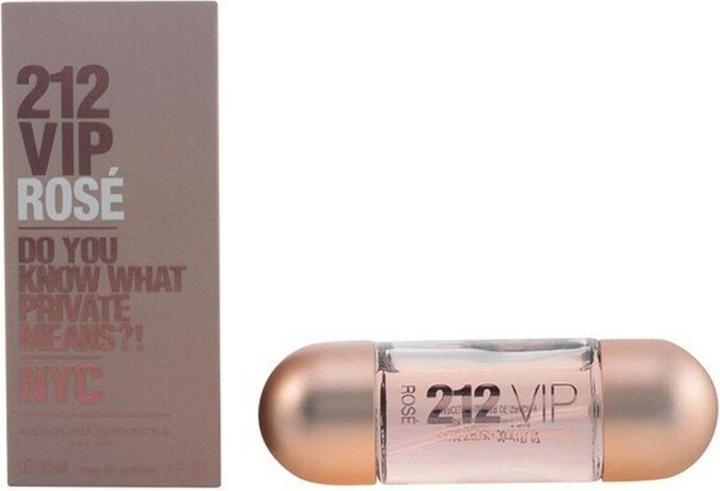 212
VIP
ROSÉ
DO YOU
KNOW WHAT
PRIVATE
MEANS?!
NYC
CAROLINA HERRERA
ROSÉ
212 VIP